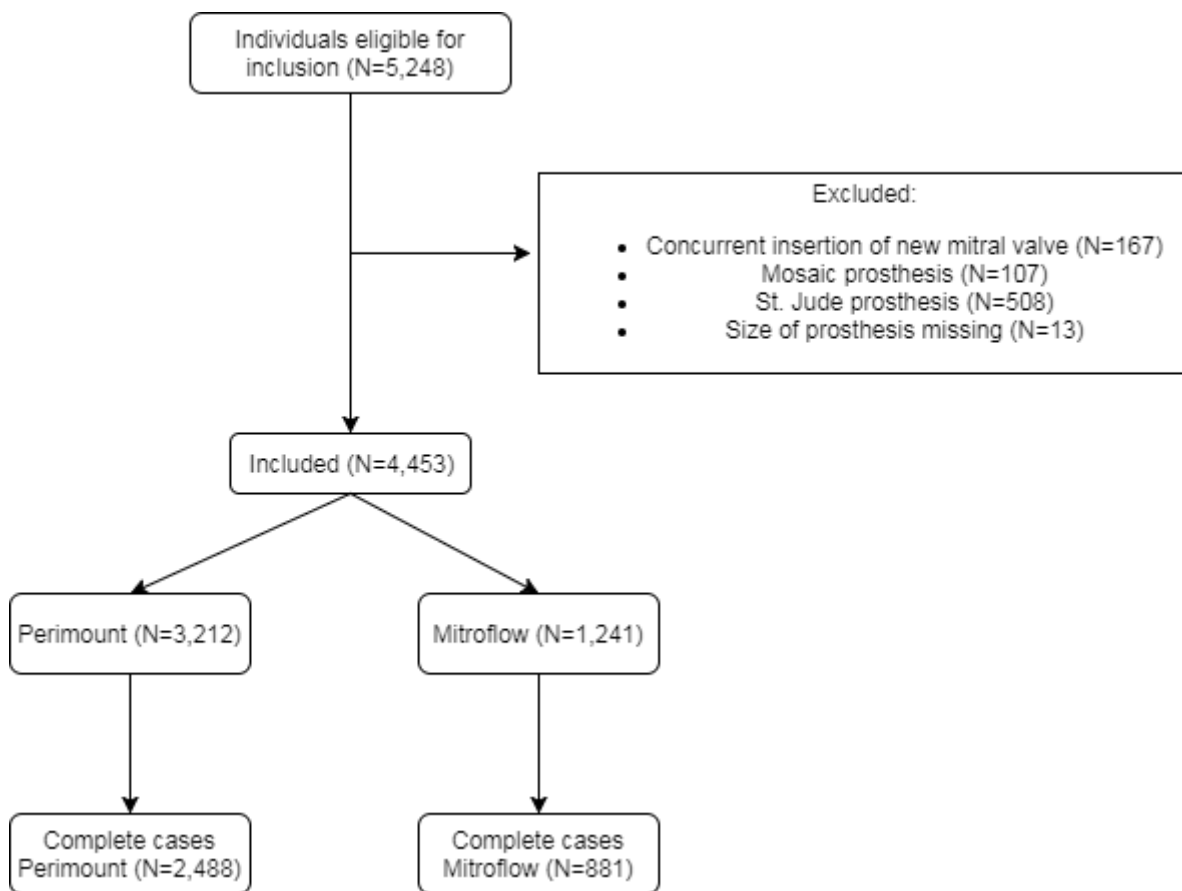 Individuals eligible for
inclusion (N=5,248)
Excluded:
• Concurrent insertion of new mitral valve (N=167)
• Mosaic prosthesis (N=107)
• St. Jude prosthesis (N=508)
• Size of prosthesis missing (N=13)
Included (N=4,453)
Perimount (N=3,212)
Mitroflow (N=1,241)
Complete cases
Perimount (N=2,488)
Complete cases
Mitroflow (N=881)